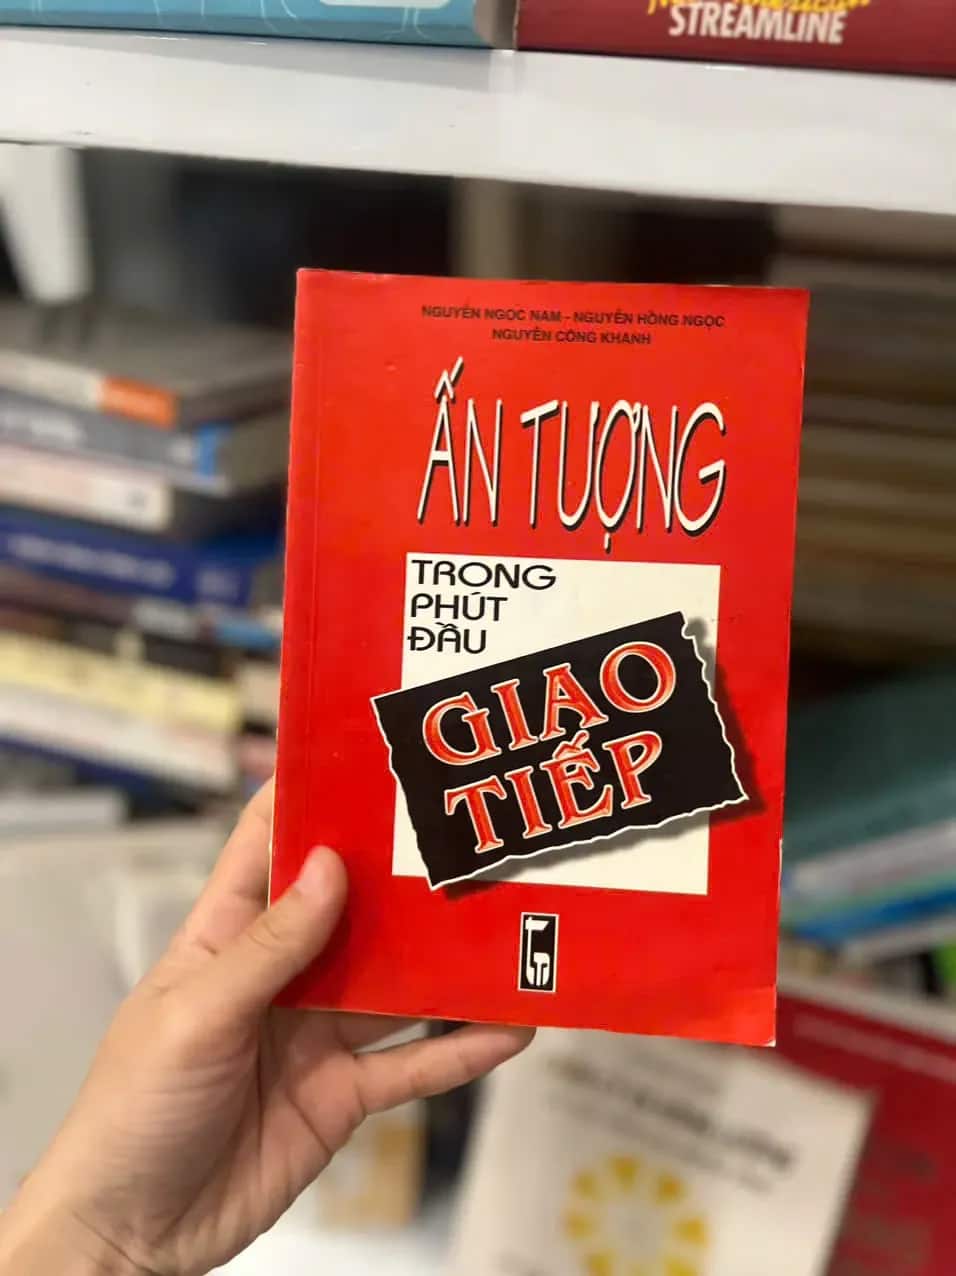 STREAMLINE
NGUYỄN NGỌC NAM - NGUYỄN HỒNG NGỌC
NGUYỄN CÔNG KHANH
ẤN TƯỢNG
TRONG
PHÚT
ĐẦU
GIAO
TIẾP